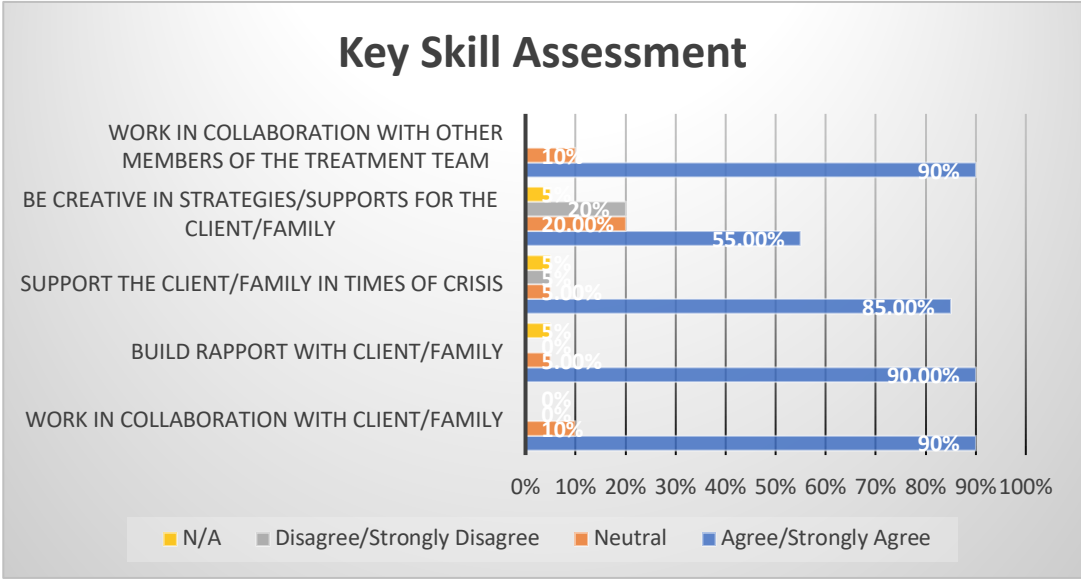 Key Skill Assessment
WORK IN COLLABORATION WITH OTHER
MEMBERS OF THE TREATMENT TEAM
10%
90%
BE CREATIVE IN STRATEGIES/SUPPORTS FOR THE
CLIENT/FAMILY
5%
20%
20.00%
55.00%
SUPPORT THE CLIENT/FAMILY IN TIMES OF CRISIS
5%
5%
5.00%
85.00%
BUILD RAPPORT WITH CLIENT/FAMILY
5%
0%
5.00%
90.00%
WORK IN COLLABORATION WITH CLIENT/FAMILY
0%
0%
10%
90%
0% 10% 20% 30% 40% 50% 60% 70% 80% 90% 100%
N/A Disagree/Strongly Disagree Neutral Agree/Strongly Agree